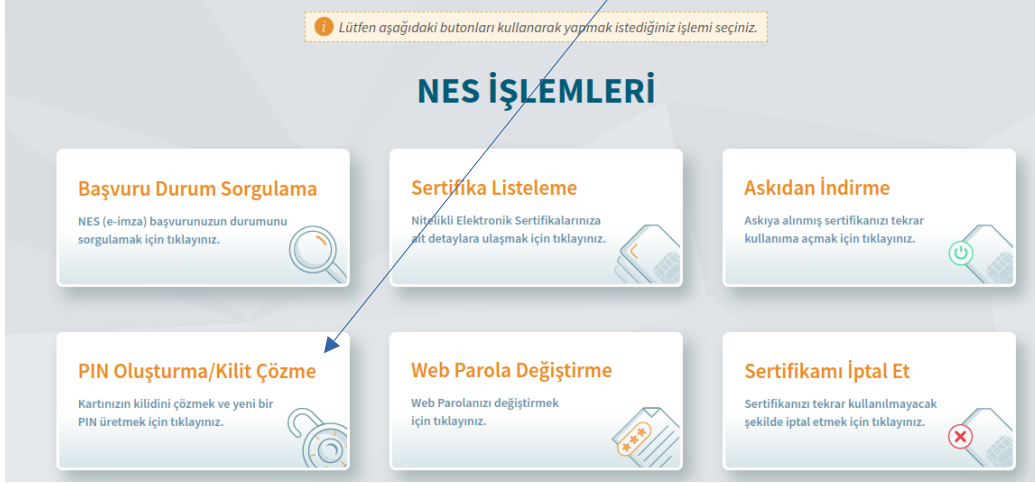 Lütfen aşağıdaki butonları kullanarak yapmak istediğiniz işlemi seçiniz.
NES İŞLEMLERİ
Başvuru Durum Sorgulama
NES (e-imza) başvurunuzun durumunu
sorgulamak için tıklayınız.
Sertifika Listeleme
Nitelikli Elektronik Sertifikalarınıza
ait detaylara ulaşmak için tıklayınız.
Askıdan İndirme
Askıya alınmış sertifikanızı tekrar
kullanıma açmak için tıklayınız.
PIN Oluşturma/Kilit Çözme
Kartınızın kilidini çözmek ve yeni bir
PIN üretmek için tıklayınız.
Web Parola Değiştirme
Web Parolanızı değiştirmek
için tıklayınız.
Sertifikamı İptal Et
Sertifikanızı tekrar kullanılmayacak
şekilde iptal etmek için tıklayınız.